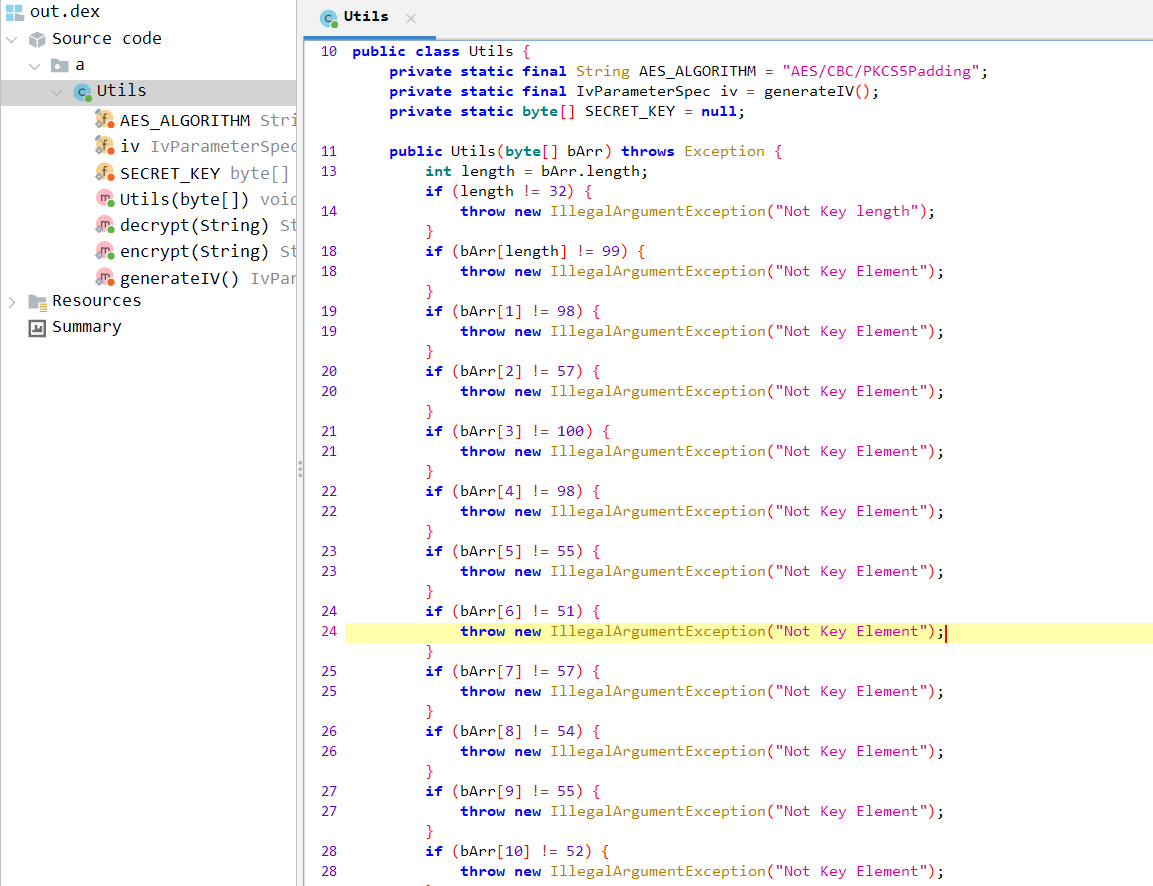 out.dex
Source code
a
Utils
AES_ALGORITHM Stri
iv IvParameterSpec
SECRET_KEY byte[]
Utils(byte[]) void
decrypt(String) St
encrypt(String) St
generateIV() IvPar
Resources
Summary
Utils
10 public class Utils {
private static final String AES_ALGORITHM = "AES/CBC/PKCS5Padding";
private static final IvParameterSpec iv = generateIV();
private static byte[] SECRET_KEY = null;
11 public Utils(byte[] bArr) throws Exception {
13 int length = bArr.length;
if (length != 32) {
14 throw new IllegalArgumentException("Not Key length");
}
18 if (bArr[length] != 99) {
18 throw new IllegalArgumentException("Not Key Element");
}
19 if (bArr[1] != 98) {
19 throw new IllegalArgumentException("Not Key Element");
}
20 if (bArr[2] != 57) {
20 throw new IllegalArgumentException("Not Key Element");
}
21 if (bArr[3] != 100) {
21 throw new IllegalArgumentException("Not Key Element");
}
22 if (bArr[4] != 98) {
22 throw new IllegalArgumentException("Not Key Element");
}
23 if (bArr[5] != 55) {
23 throw new IllegalArgumentException("Not Key Element");
}
24 if (bArr[6] != 51) {
24 throw new IllegalArgumentException("Not Key Element");
}
25 if (bArr[7] != 57) {
25 throw new IllegalArgumentException("Not Key Element");
}
26 if (bArr[8] != 54) {
26 throw new IllegalArgumentException("Not Key Element");
}
27 if (bArr[9] != 55) {
27 throw new IllegalArgumentException("Not Key Element");
}
28 if (bArr[10] != 52) {
28 throw new IllegalArgumentException("Not Key Element");